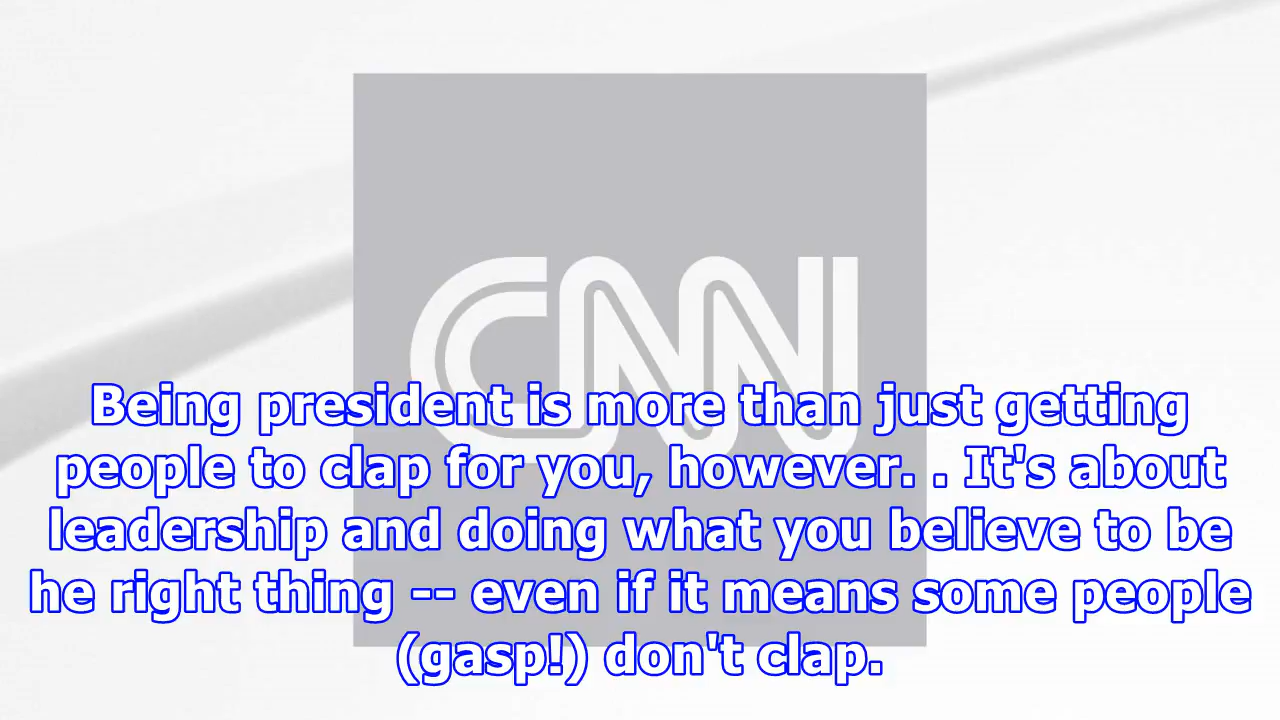 CNN
Being president is more than just getting
people to clap for you, however. . It's about
leadership and doing what you believe to be
he right thing -- even if it means some people
(gasp!) don't clap.